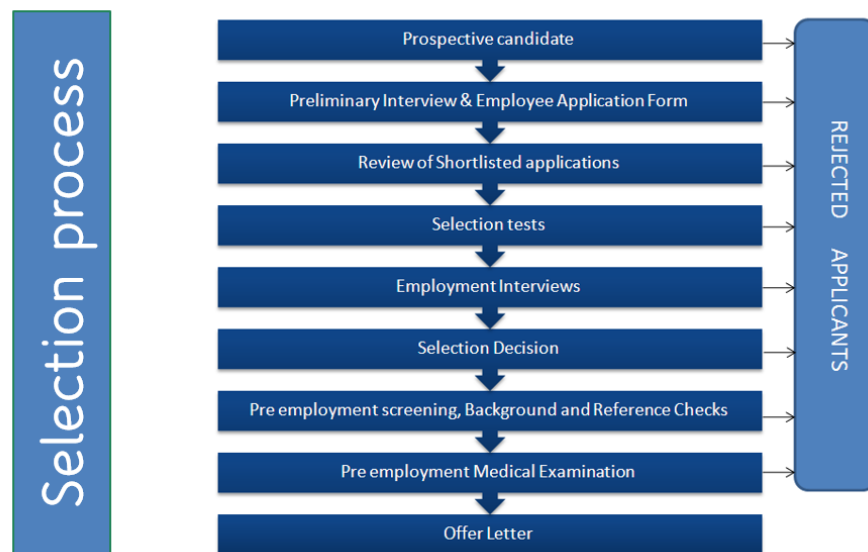 Selection process
Prospective candidate
Preliminary Interview & Employee Application Form
Review of Shortlisted applications
Selection tests
Employment Interviews
Selection Decision
Pre employment screening, Background and Reference Checks
Pre employment Medical Examination
Offer Letter
REJECTED APPLICANTS